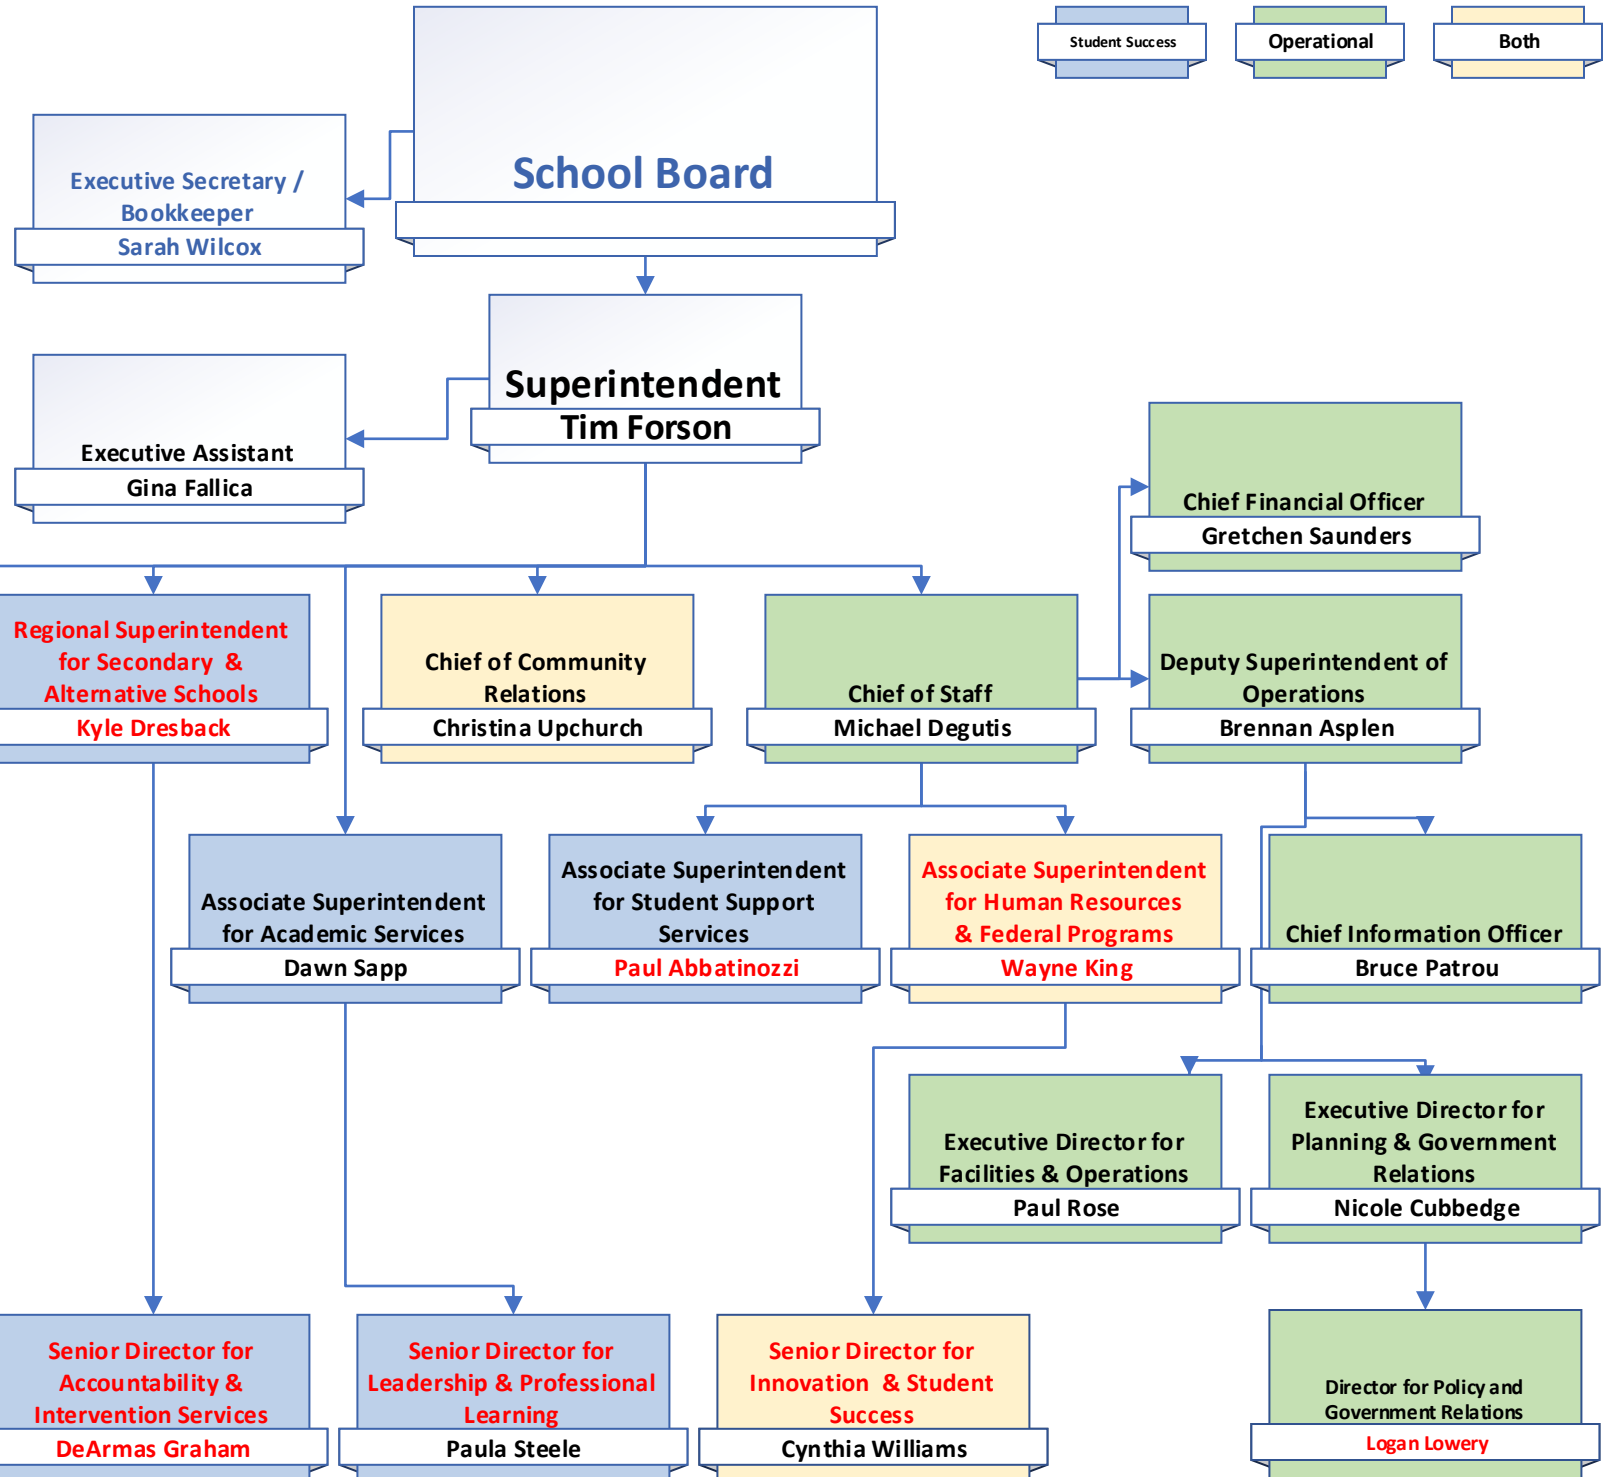 Student Success
Operational
Both
School Board
Executive Secretary /
Bookkeeper
Sarah Wilcox
Superintendent
Tim Forson
Executive Assistant
Gina Fallica
Chief Financial Officer
Gretchen Saunders
Regional Superintendent
for Secondary &
Alternative Schools
Kyle Dresback
Chief of Community
Relations
Christina Upchurch
Chief of Staff
Michael Degutis
Deputy Superintendent of
Operations
Brennan Asplen
Associate Superintendent
for Academic Services
Dawn Sapp
Associate Superintendent
for Student Support
Services
Paul Abbatinozzi
Associate Superintendent
for Human Resources
& Federal Programs
Wayne King
Chief Information Officer
Bruce Patrou
Executive Director for
Facilities & Operations
Paul Rose
Executive Director for
Planning & Government
Relations
Nicole Cubbedge
Senior Director for
Accountability &
Intervention Services
DeArmas Graham
Senior Director for
Leadership & Professional
Learning
Paula Steele
Senior Director for
Innovation & Student
Success
Cynthia Williams
Director for Policy and
Government Relations
Logan Lowery